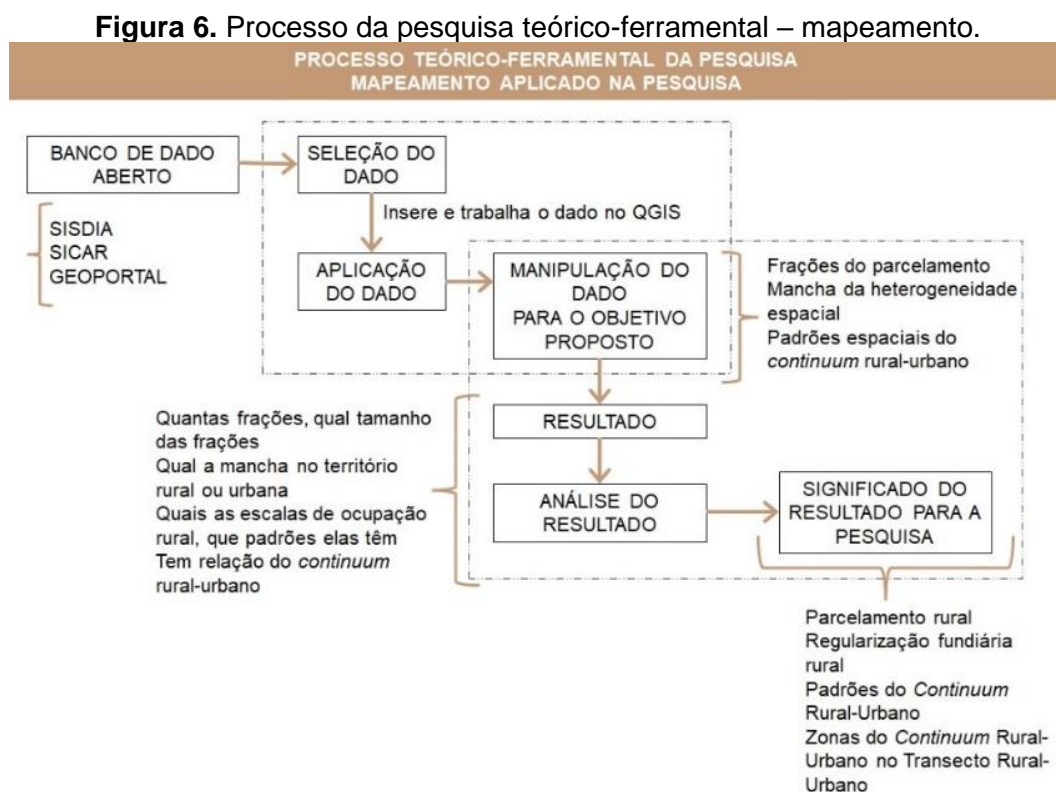 Figura 6. Processo da pesquisa teórico-ferramental – mapeamento.
PROCESSO TEÓRICO-FERRAMENTAL DA PESQUISA
MAPEAMENTO APLICADO NA PESQUISA
BANCO DE DADO
ABERTO
SISDIA
SICAR
GEOPORTAL
SELEÇÃO DO
DADO
Insere e trabalha o dado no QGIS
APLICAÇÃO
DO DADO
MANIPULAÇÃO DO
DADO
PARA O OBJETIVO
PROPOSTO
Frações do parcelamento
Mancha da heterogeneidade
espacial
Padrões espaciais do
continuum rural-urbano
RESULTADO
Quantas frações, qual tamanho
das frações
Qual a mancha no território
rural ou urbana
Quais as escalas de ocupação
rural, que padrões elas têm
Tem relação do continuum
rural-urbano
ANÁLISE DO
RESULTADO
SIGNIFICADO DO
RESULTADO PARA A
PESQUISA
Parcelamento rural
Regularização fundiária
rural
Padrões do Continuum
Rural-Urbano
Zonas do Continuum Rural-
Urbano no Transecto Rural-
Urbano